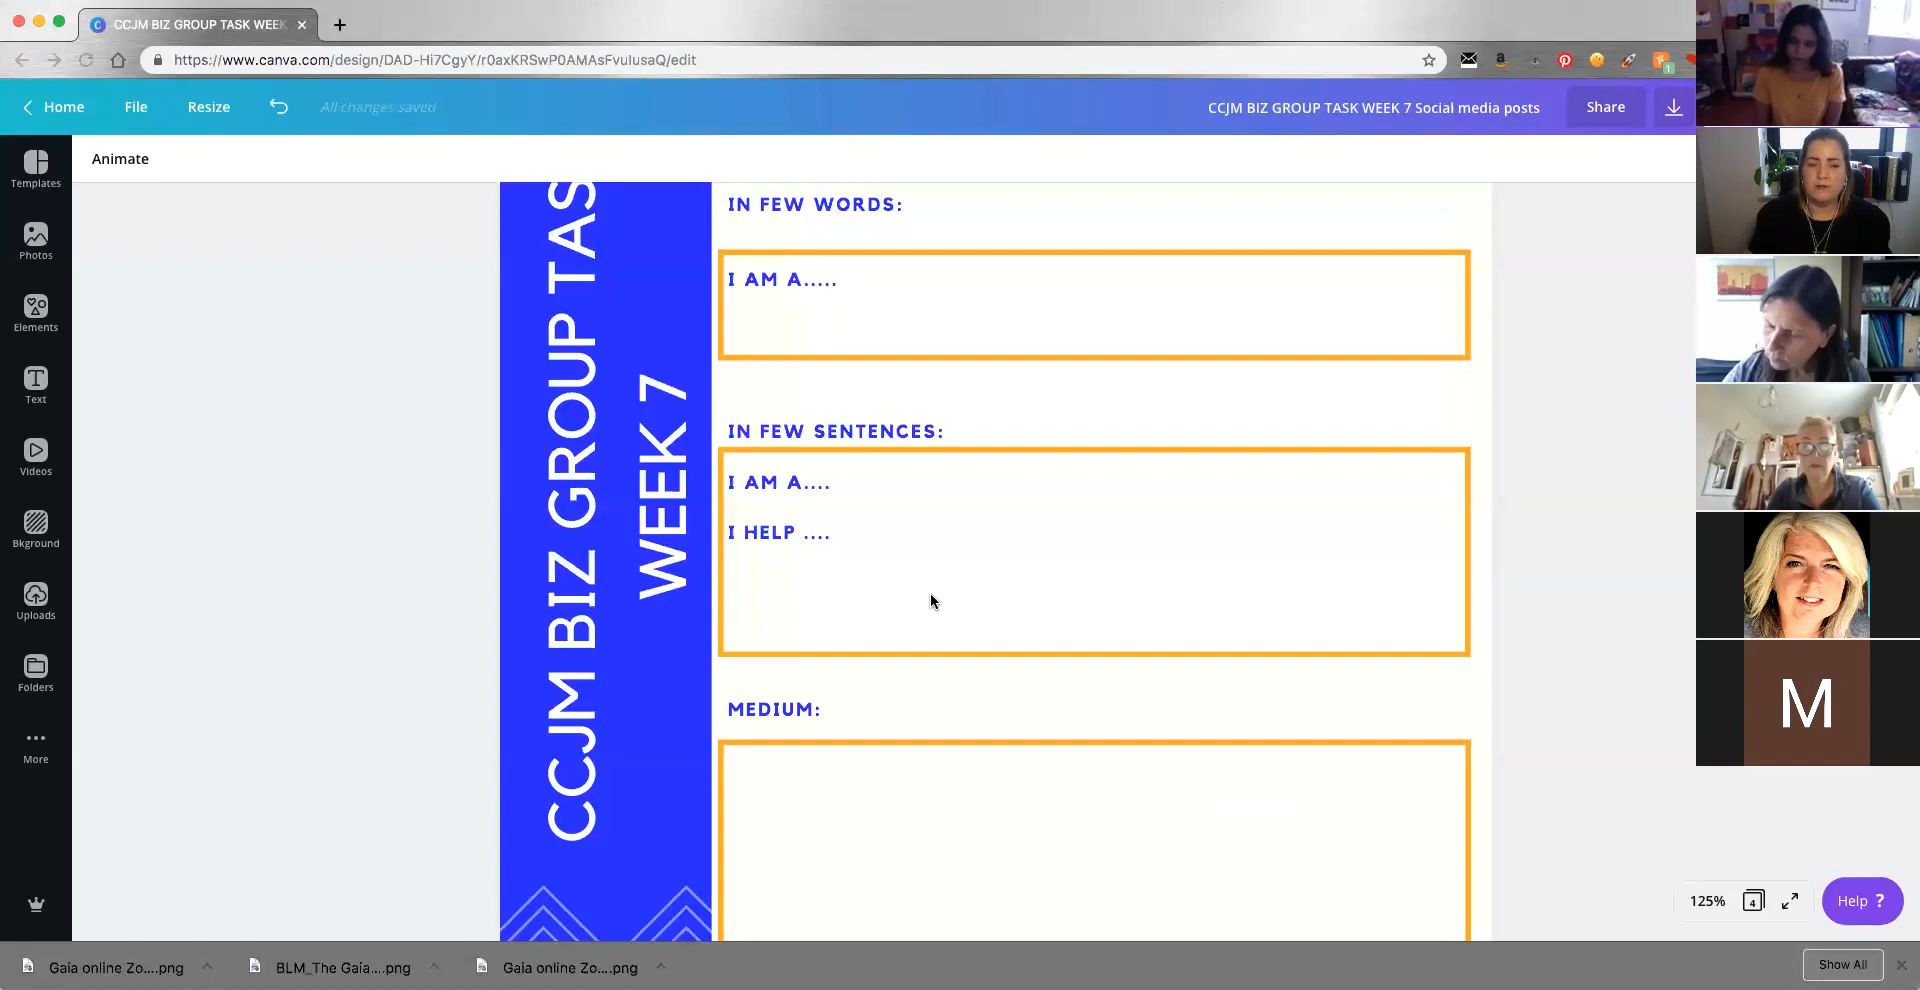 CCJM BIZ GROUP TASK WEEK
https://www.canva.com/design/DAD-Hi7CgyY/r0axKRSwP0AMAsFvuIusaQ/edit
1
Home
File
Resize
All changes saved
CCJM BIZ GROUP TASK WEEK 7 Social media posts
Share
Animate
Templates
Photos
Elements
Text
Videos
Bkground
Uploads
Folders
More
CCJM BIZ GROUP TAS
WEEK 7
IN FEW WORDS:
I AM A.....
IN FEW SENTENCES:
I AM A....
I HELP ....
MEDIUM:
M
125%
4
Help ?
Gaia online Zo....png
BLM_The Gaia....png
Gaia online Zo....png
Show All